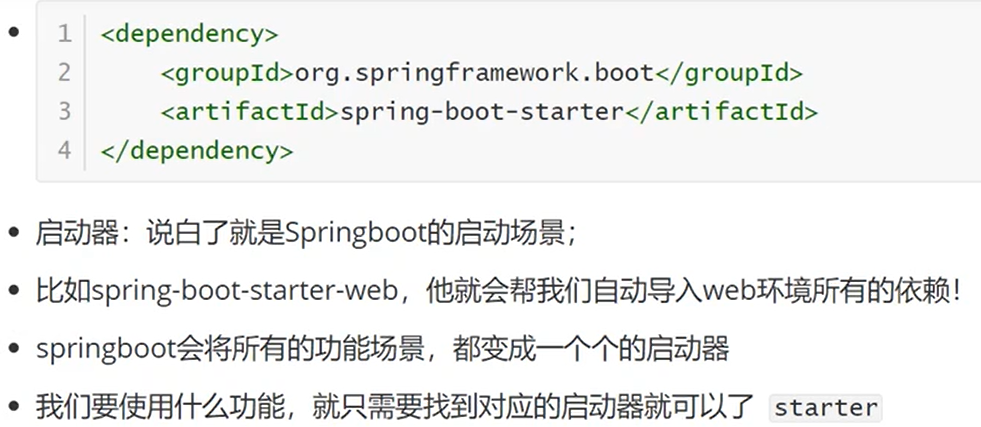 1 <dependency>
2 <groupId>org.springframework.boot</groupId>
3 <artifactId>spring-boot-starter</artifactId>
4 </dependency>
启动器：说白了就是Springboot的启动场景；
比如spring-boot-starter-web，他就会帮我们自动导入web环境所有的依赖！
springboot会将所有的功能场景，都变成一个个的启动器
我们要使用什么功能，就只需要找到对应的启动器就可以了 starter